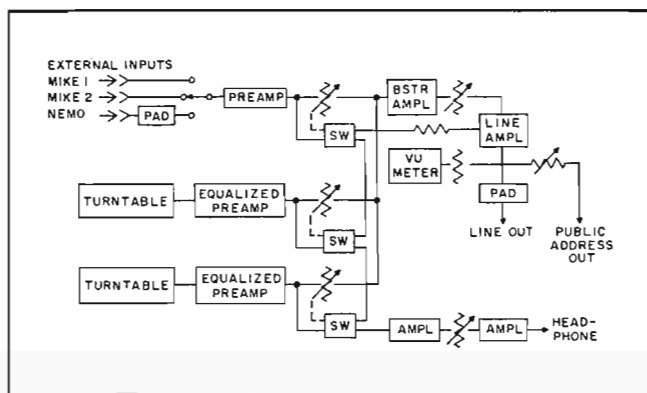 EXTERNAL INPUTS
MIKE 1
MIKE 2
NEMO
PAD
PREAMP
SW
BSTR
AMPL
LINE
AMPL
VU
METER
PAD
LINE OUT
PUBLIC
ADDRESS
OUT
TURNTABLE
EQUALIZED
PREAMP
SW
TURNTABLE
EQUALIZED
PREAMP
SW
AMPL
AMPL
HEAD-
PHONE